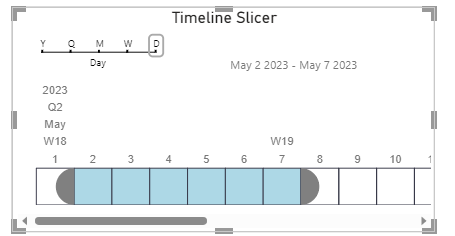 Timeline Slicer
Y Q M W D
Day
May 2 2023 - May 7 2023
2023
Q2
May
W18 W19
1 2 3 4 5 6 7 8 9 10 1